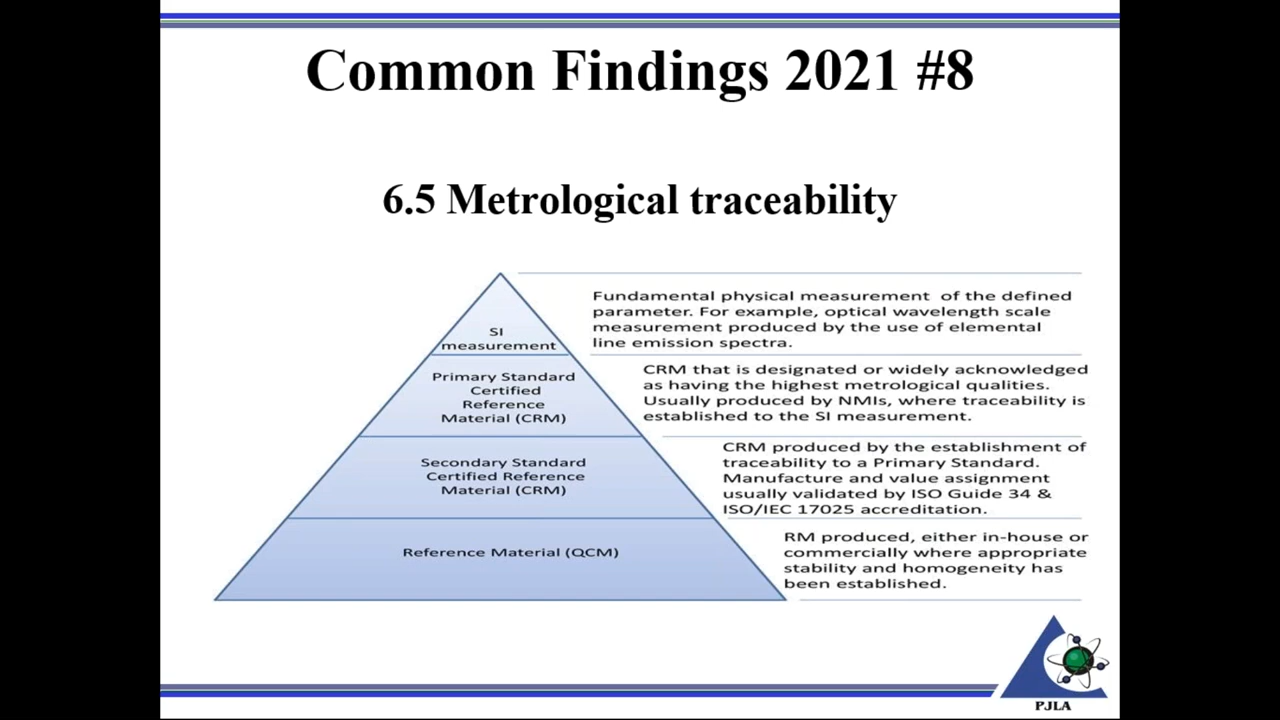 Common Findings 2021 #8
6.5 Metrological traceability
SI
measurement
Fundamental physical measurement of the defined
parameter. For example, optical wavelength scale
measurement produced by the use of elemental
line emission spectra.
Primary Standard
Certified
Reference
Material (CRM)
CRM that is designated or widely acknowledged
as having the highest metrological qualities.
Usually produced by NMIs, where traceability is
established to the SI measurement.
Secondary Standard
Certified Reference
Material (CRM)
CRM produced by the establishment of
traceability to a Primary Standard.
Manufacture and value assignment
usually validated by ISO Guide 34 &
ISO/IEC 17025 accreditation.
Reference Material (QCM)
RM produced, either in-house or
commercially where appropriate
stability and homogeneity has
been established.
PJLA